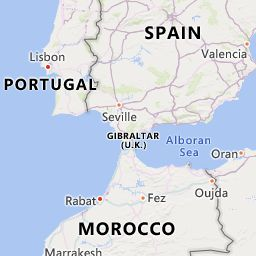 SPAIN
Lisbon
Valencia
PORTUGAL
Seville
GIBRALTAR
(U.K.)
Alboran
Sea
Oran
Oujda
Rabat
Fez
MOROCCO
Marrakesh